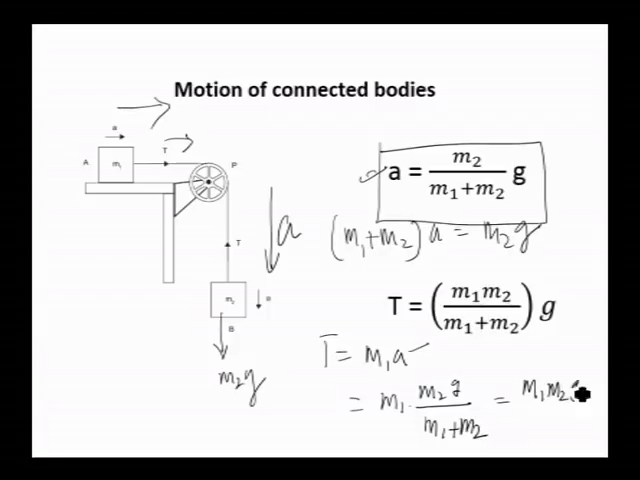 Motion of connected bodies
a
T
A
m₁
P
a = m₂ / (m₁+m₂) g
a
(m₁+m₂) a = m₂g
T
T = (m₁m₂ / (m₁+m₂)) g
m₂
a
B
T = m₁a
m₂g
= m₁ · m₂g / (m₁+m₂) = m₁m₂g